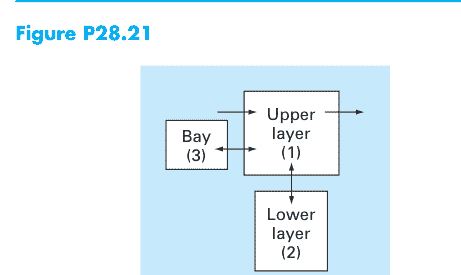 Figure P28.21
Upper
layer
(1)
Bay
(3)
Lower
layer
(2)